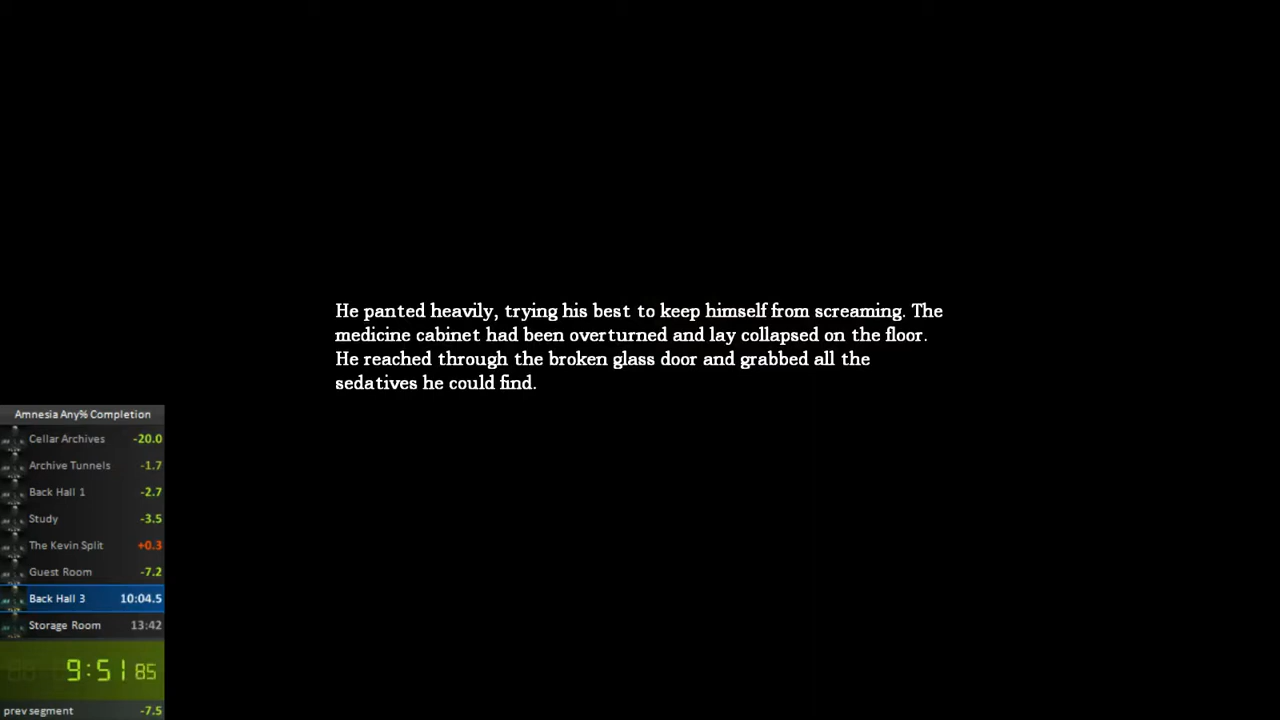 He panted heavily, trying his best to keep himself from screaming. The
medicine cabinet had been overturned and lay collapsed on the floor.
He reached through the broken glass door and grabbed all the
sedatives he could find.
Amnesia Any% Completion
Cellar Archives -20.0
Archive Tunnels -1.7
Back Hall 1 -2.7
Study -3.5
The Kevin Split +0.3
Guest Room -7.2
Back Hall 3 10:04.5
Storage Room 13:42
9:51 85
prev segment -7.5